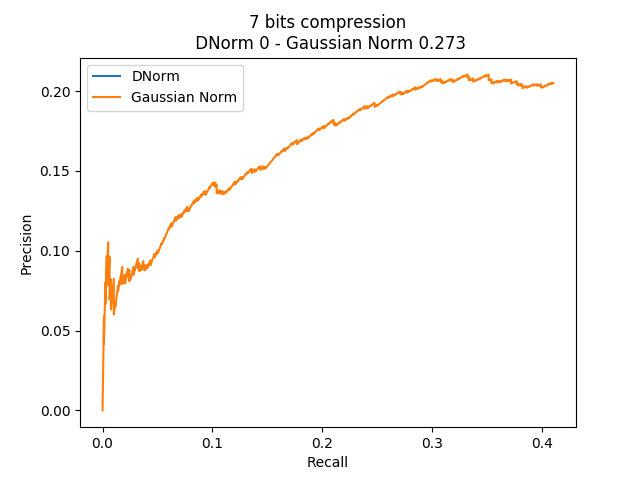 7 bits compression
DNorm 0 - Gaussian Norm 0.273
DNorm
Gaussian Norm
0.20
0.15
0.10
0.05
0.00
Precision
0.0 0.1 0.2 0.3 0.4
Recall